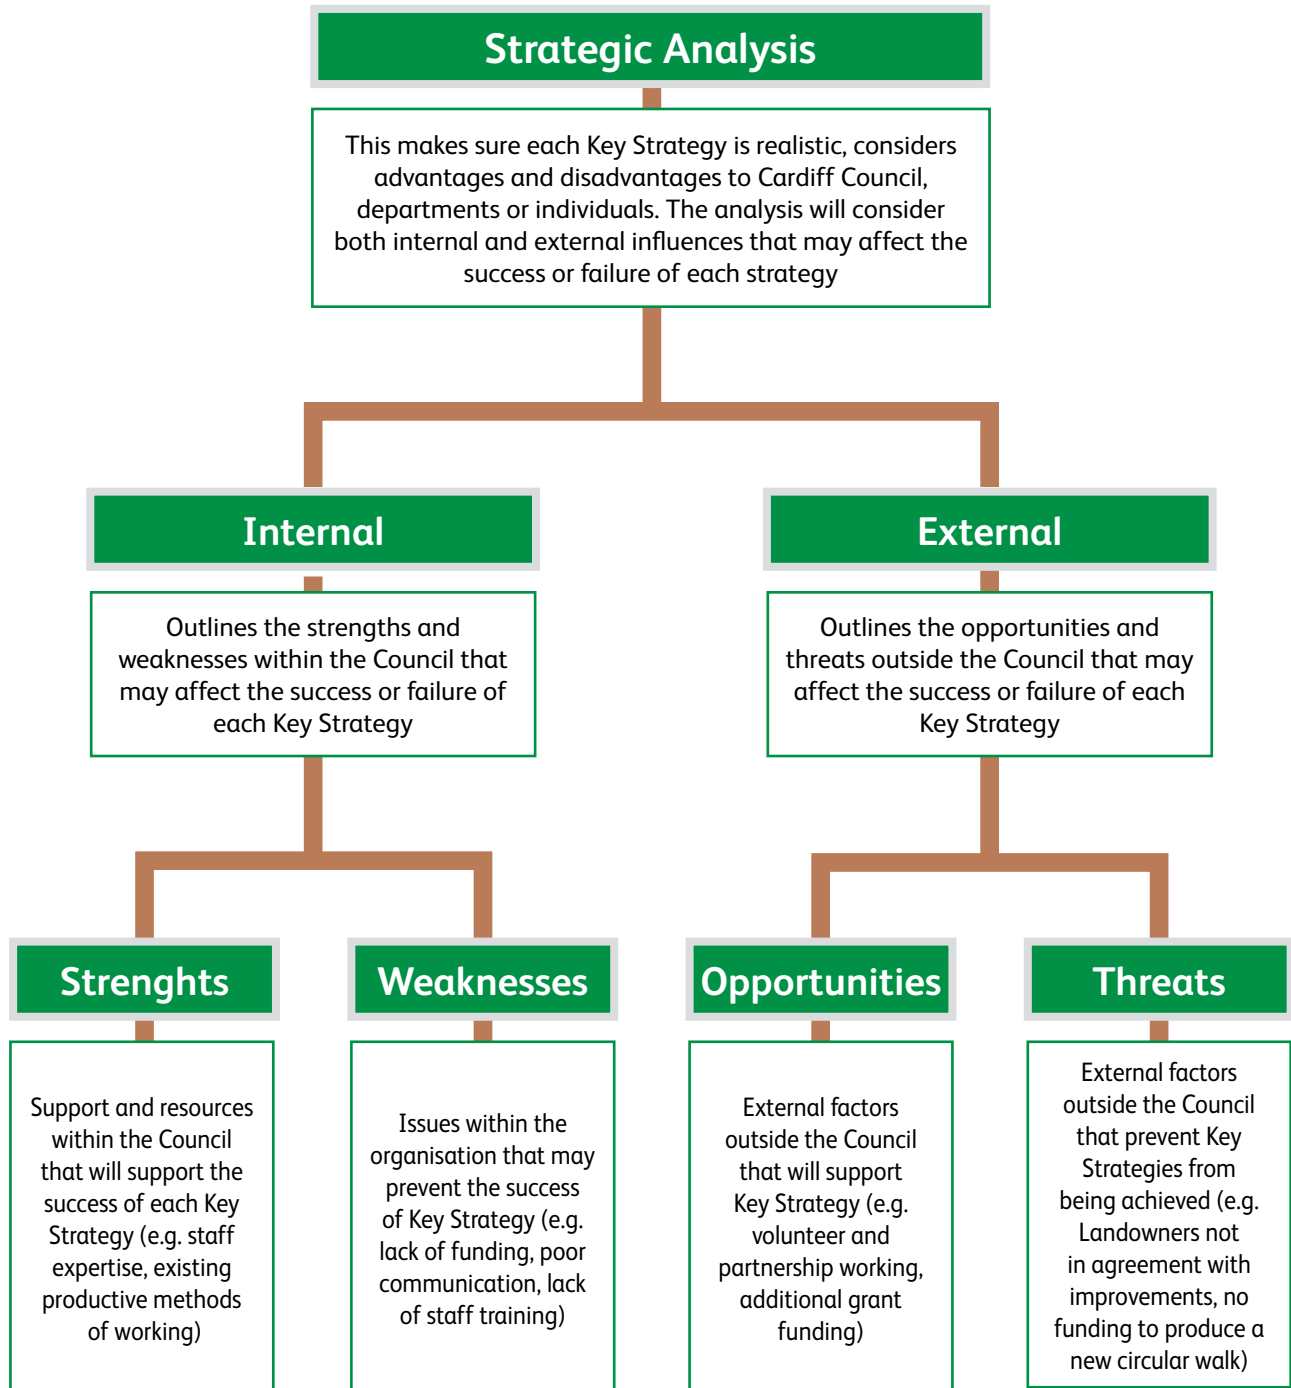 Strategic Analysis
This makes sure each Key Strategy is realistic, considers
advantages and disadvantages to Cardiff Council,
departments or individuals. The analysis will consider
both internal and external influences that may affect the
success or failure of each strategy
Internal
Outlines the strengths and
weaknesses within the Council that
may affect the success or failure of
each Key Strategy
External
Outlines the opportunities and
threats outside the Council that may
affect the success or failure of each
Key Strategy
Strenghts
Support and resources
within the Council
that will support the
success of each Key
Strategy (e.g. staff
expertise, existing
productive methods
of working)
Weaknesses
Issues within the
organisation that may
prevent the success
of Key Strategy (e.g.
lack of funding, poor
communication, lack
of staff training)
Opportunities
External factors
outside the Council
that will support
Key Strategy (e.g.
volunteer and
partnership working,
additional grant
funding)
Threats
External factors
outside the Council
that prevent Key
Strategies from
being achieved (e.g.
Landowners not
in agreement with
improvements, no
funding to produce a
new circular walk)